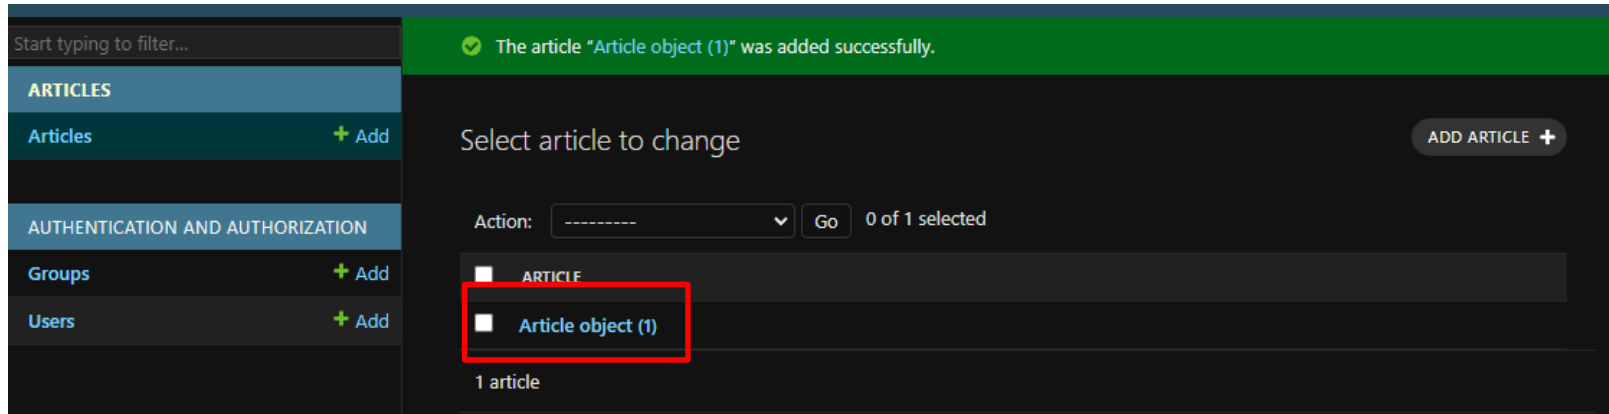 Start typing to filter...
ARTICLES
Articles + Add
AUTHENTICATION AND AUTHORIZATION
Groups + Add
Users + Add
The article “Article object (1)” was added successfully.
Select article to change
ADD ARTICLE +
Action: --------- Go 0 of 1 selected
ARTICLE
Article object (1)
1 article